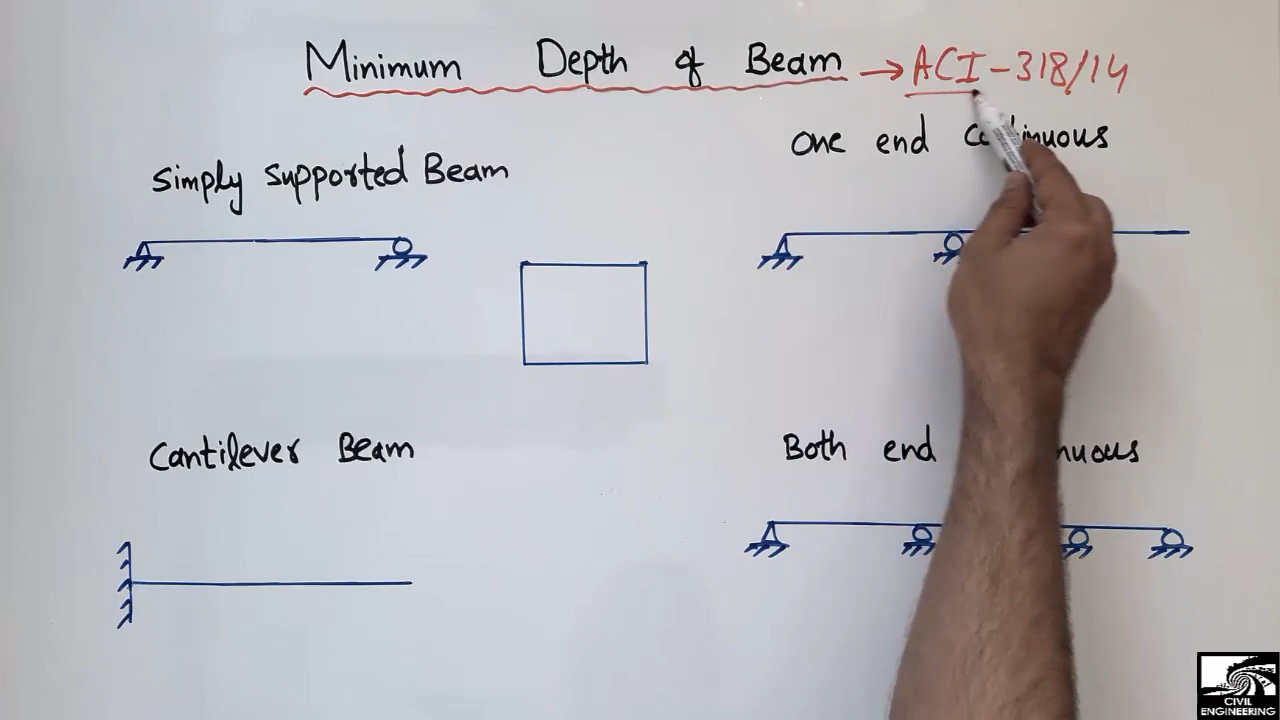 Minimum Depth of Beam → ACI-318/14
Simply Supported Beam
One end
Cantilever Beam
Both end
CIVIL
ENGINEERING